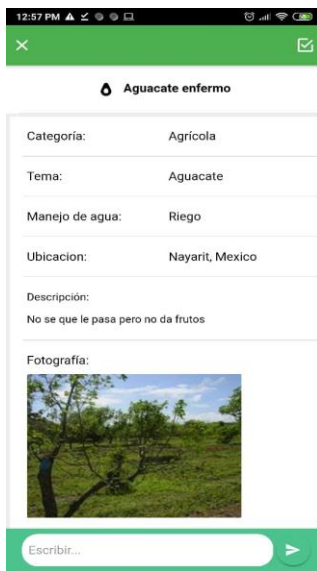 12:57 PM
Aguacate enfermo
Categoría: Agrícola
Tema: Aguacate
Manejo de agua: Riego
Ubicacion: Nayarit, Mexico
Descripción:
No se que le pasa pero no da frutos
Fotografía:
Escribir...